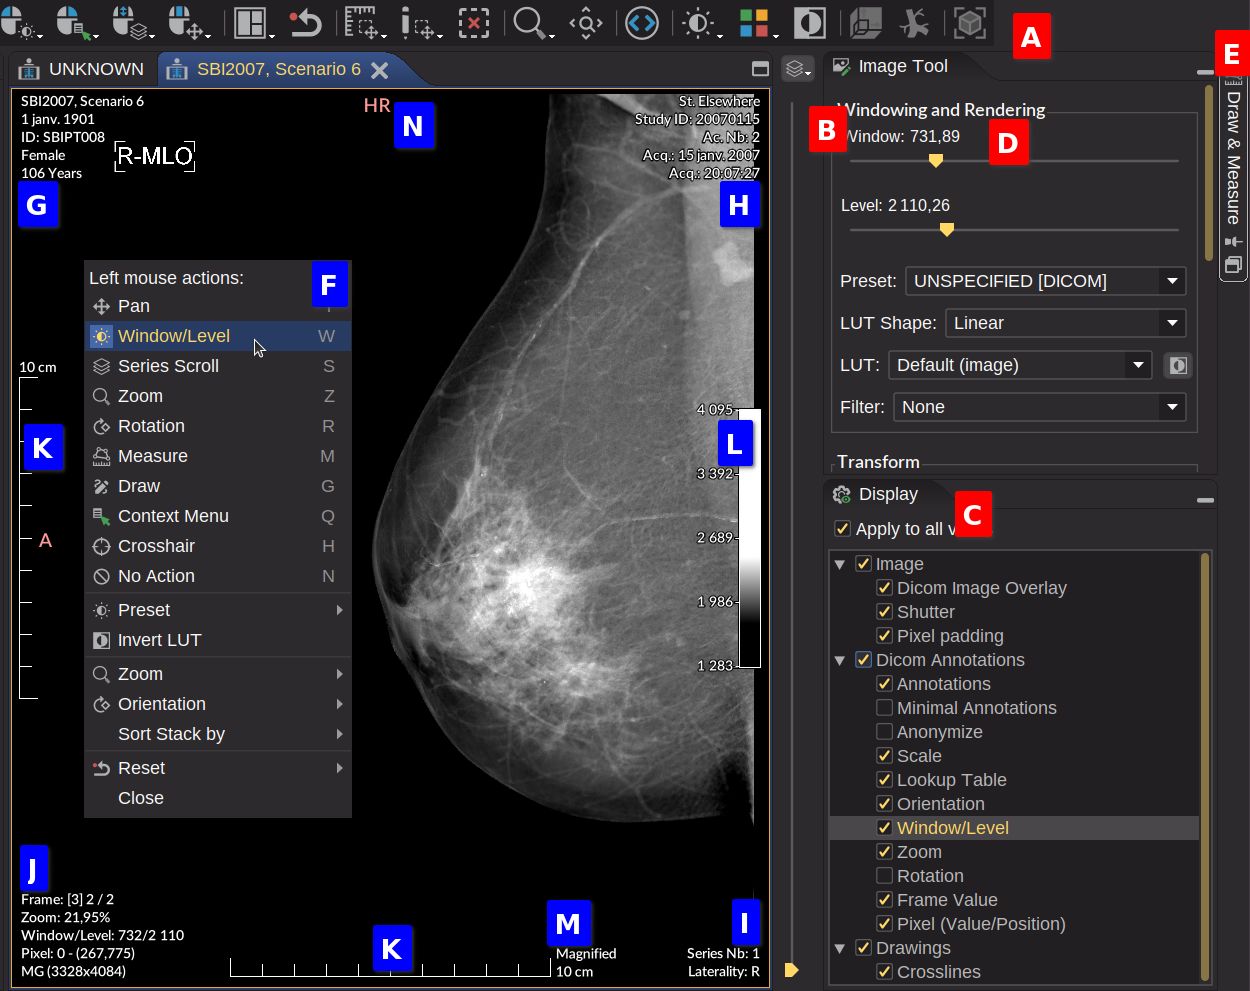 A
E
UNKNOWN
SBI2007, Scenario 6
Image Tool
Draw & Measure
SBI2007, Scenario 6
1 janv. 1901
ID: SBIPT008
Female
106 Years
R-MLO
G
HR
N
St. Elsewhere
Study ID: 20070115
Ac. Nb: 2
Acq.: 15 janv. 2007
Acq.: 20:07:27
H
Windowing and Rendering
B
Window: 731,89
D
Level: 2 110,26
Preset: UNSPECIFIED [DICOM]
LUT Shape: Linear
LUT: Default (image)
Filter: None
Transform
Left mouse actions:
F
Pan
Window/Level W
Series Scroll S
Zoom Z
Rotation R
Measure M
Draw G
Context Menu Q
Crosshair H
No Action N
Preset
Invert LUT
Zoom
Orientation
Sort Stack by
Reset
Close
10 cm
K
A
4 095
L
3 392
2 689
1 986
1 283
Display
C
Apply to all
Image
Dicom Image Overlay
Shutter
Pixel padding
Dicom Annotations
Annotations
Minimal Annotations
Anonymize
Scale
Lookup Table
Orientation
Window/Level
Zoom
Rotation
Frame Value
Pixel (Value/Position)
Drawings
Crosslines
J
Frame: [3] 2 / 2
Zoom: 21,95%
Window/Level: 732/2 110
Pixel: 0 - (267,775)
MG (3328x4084)
K
M
Magnified
10 cm
I
Series Nb: 1
Laterality: R